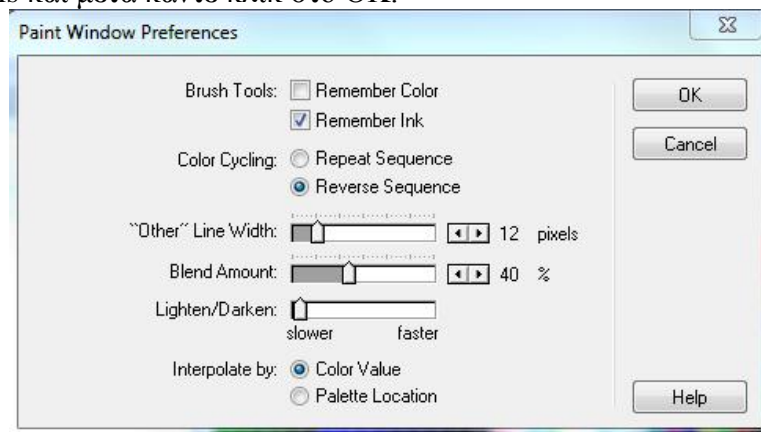 Paint Window Preferences
Brush Tools: Remember Color
Remember Ink
OK
Color Cycling: Repeat Sequence
Reverse Sequence
Cancel
``Other´´ Line Width: 12 pixels
Blend Amount: 40 %
Lighten/Darken:
slower faster
Interpolate by: Color Value
Palette Location
Help